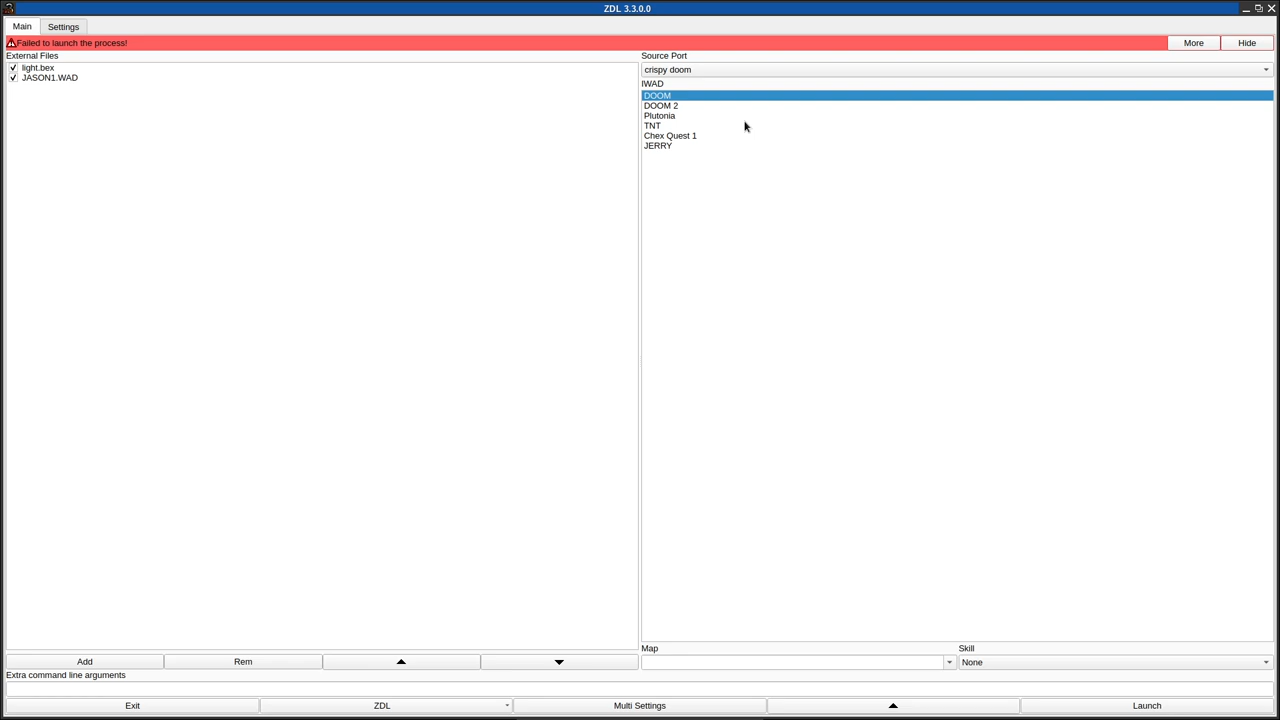 ZDL 3.3.0.0
Main Settings
Failed to launch the process! More Hide
External Files
light.bex
JASON1.WAD
Source Port
crispy doom
IWAD
DOOM
DOOM 2
Plutonia
TNT
Chex Quest 1
JERRY
Map Skill
None
Add Rem
Extra command line arguments
Exit ZDL Multi Settings Launch